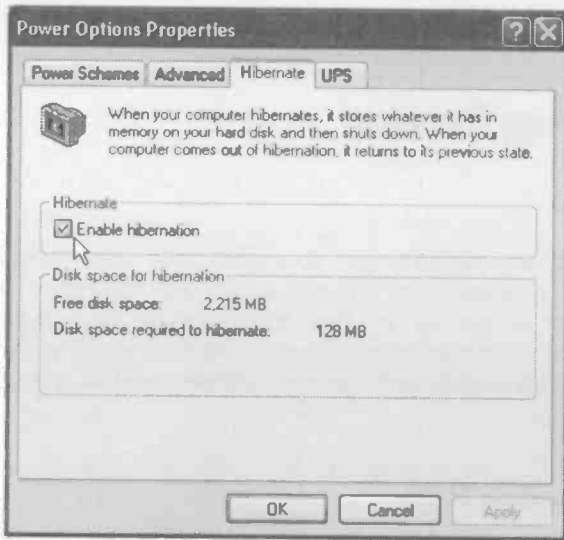 Power Options Properties
Power Schemes Advanced Hibernate UPS
When your computer hibernates, it stores whatever it has in
memory on your hard disk and then shuts down. When your
computer comes out of hibernation, it returns to its previous state.
Hibernate
Enable hibernation
Disk space for hibernation
Free disk space: 2,215 MB
Disk space required to hibernate: 128 MB
OK Cancel Apply